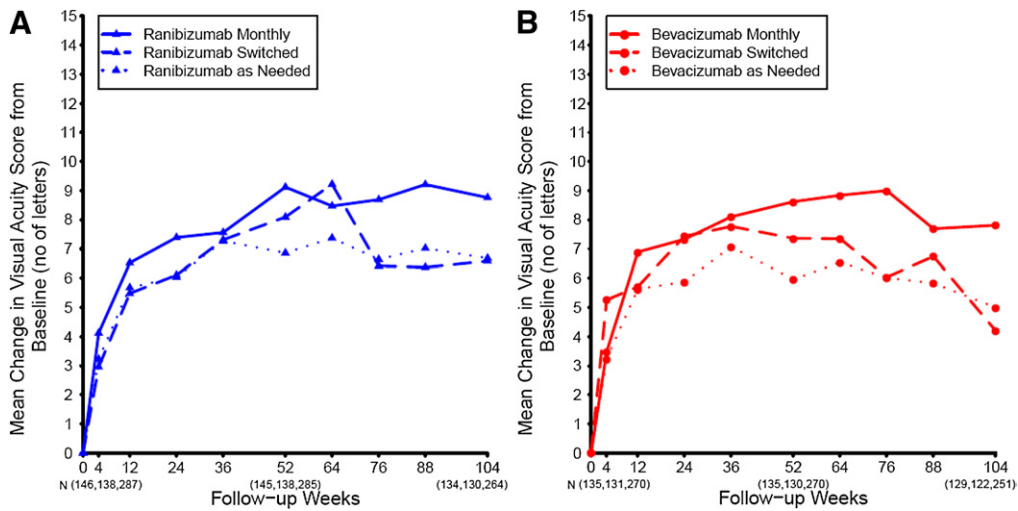 A
Ranibizumab Monthly
Ranibizumab Switched
Ranibizumab as Needed
Mean Change in Visual Acuity Score from
Baseline (no of letters)
15
14
13
12
11
10
9
8
7
6
5
4
3
2
1
0
0 4 12 24 36 52 64 76 88 104
N (146,138,287) (145,138,285) (134,130,264)
Follow-up Weeks
B
Bevacizumab Monthly
Bevacizumab Switched
Bevacizumab as Needed
Mean Change in Visual Acuity Score from
Baseline (no of letters)
15
14
13
12
11
10
9
8
7
6
5
4
3
2
1
0
0 4 12 24 36 52 64 76 88 104
N (135,131,270) (135,130,270) (129,122,251)
Follow-up Weeks